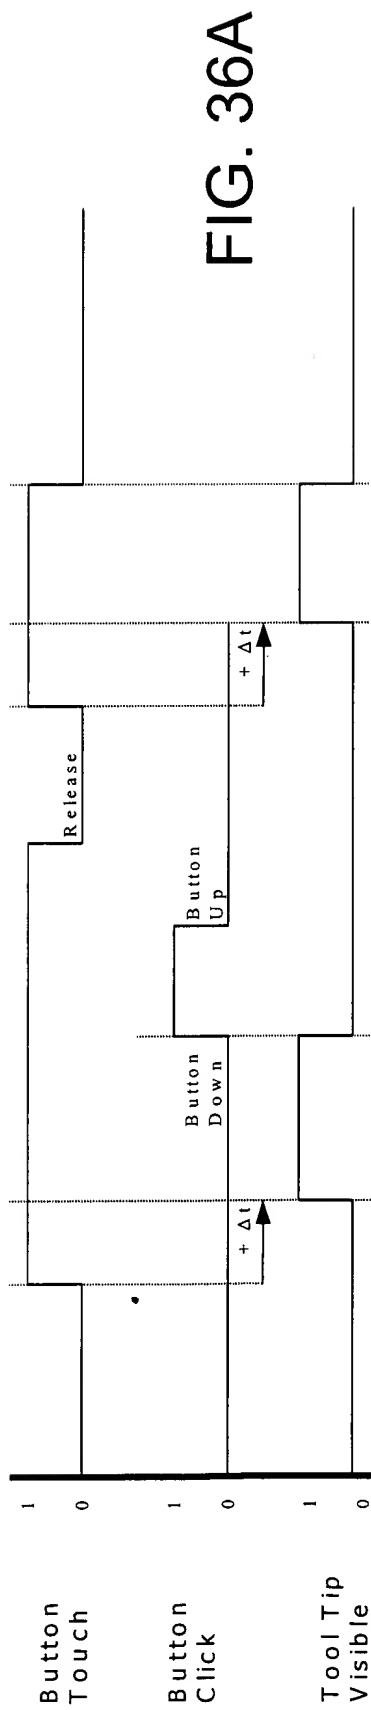 Button
Touch
1
0
Release
Button
Click
1
0
Button
Down
Button
Up
+ Δt
+ Δt
Tool Tip
Visible
1
0
FIG. 36A